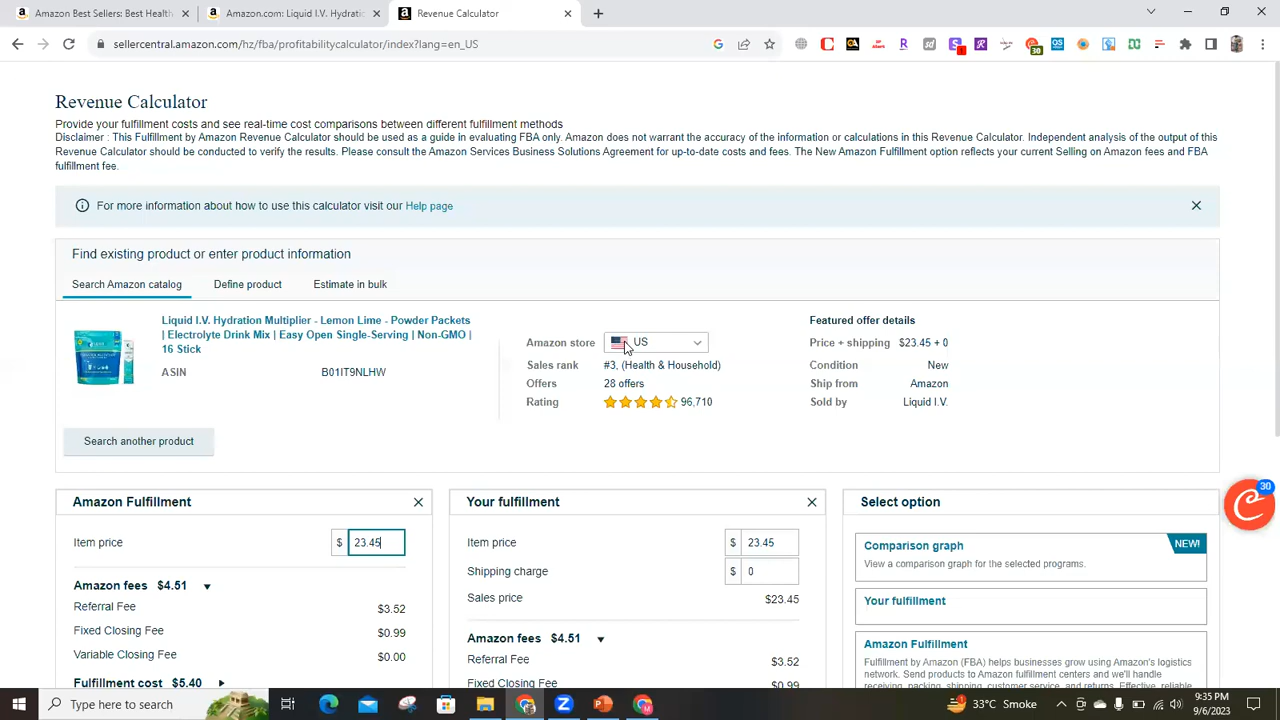 Amazon Best Sellers: Best Health
Amazon.com: Liquid I.V. Hydratio
Revenue Calculator
sellercentral.amazon.com/hz/fba/profitabilitycalculator/index?lang=en_US
Revenue Calculator
Provide your fulfillment costs and see real-time cost comparisons between different fulfillment methods
Disclaimer : This Fulfillment by Amazon Revenue Calculator should be used as a guide in evaluating FBA only. Amazon does not warrant the accuracy of the information or calculations in this Revenue Calculator. Independent analysis of the output of this
Revenue Calculator should be conducted to verify the results. Please consult the Amazon Services Business Solutions Agreement for up-to-date costs and fees. The New Amazon Fulfillment option reflects your current Selling on Amazon fees and FBA
fulfillment fee.
For more information about how to use this calculator visit our Help page
Find existing product or enter product information
Search Amazon catalog
Define product
Estimate in bulk
Liquid I.V. Hydration Multiplier - Lemon Lime - Powder Packets
| Electrolyte Drink Mix | Easy Open Single-Serving | Non-GMO |
16 Stick
ASIN B01IT9NLHW
Search another product
Amazon store US
Sales rank #3, (Health & Household)
Offers 28 offers
Rating 96,710
Featured offer details
Price + shipping $23.45 + 0
Condition New
Ship from Amazon
Sold by Liquid I.V.
30
Amazon Fulfillment
Item price $ 23.45
Amazon fees $4.51
Referral Fee $3.52
Fixed Closing Fee $0.99
Variable Closing Fee $0.00
Fulfillment cost $5.40
Your fulfillment
Item price $ 23.45
Shipping charge $ 0
Sales price $23.45
Amazon fees $4.51
Referral Fee $3.52
Fixed Closing Fee $0.99
Select option
Comparison graph NEW!
View a comparison graph for the selected programs.
Your fulfillment
Amazon Fulfillment
Fulfillment by Amazon (FBA) helps businesses grow using Amazon's logistics
network. Send products to Amazon fulfillment centers and we'll handle
receiving, packing, shipping, customer service, and returns. Effective, reliable
Type here to search
33°C Smoke
9:35 PM
9/6/2023